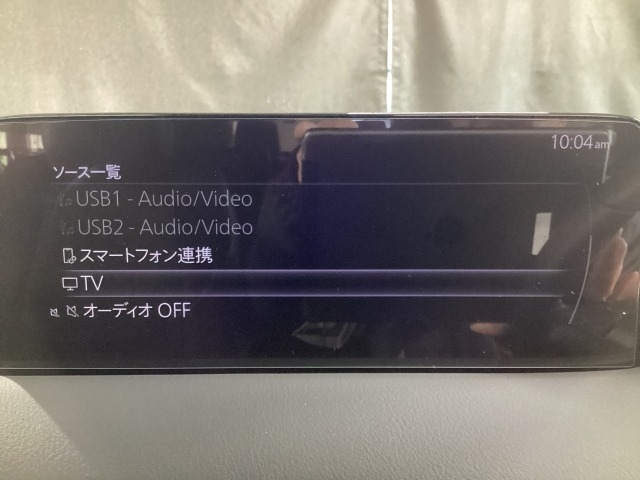 10:04am
ソース一覧
USB1 - Audio/Video
USB2 - Audio/Video
スマートフォン連携
TV
オーディオ OFF